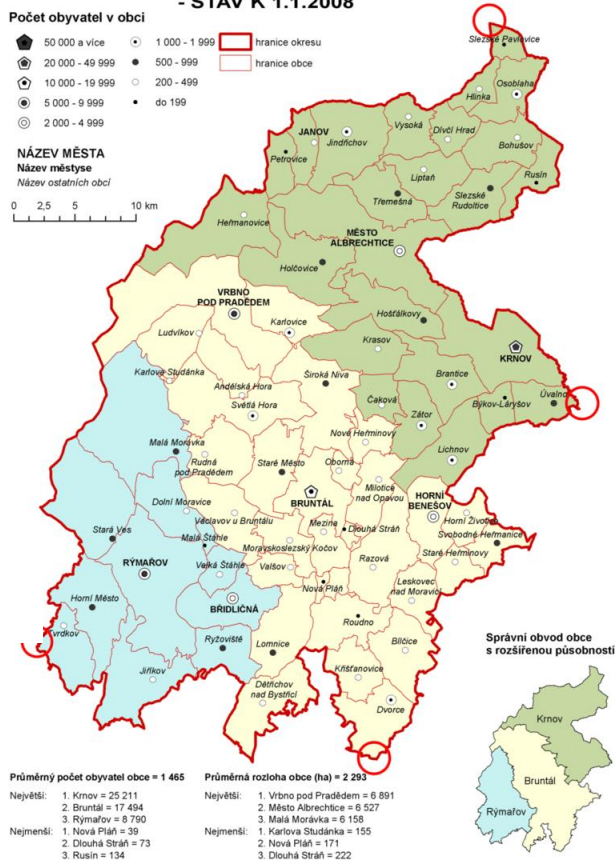 - STAV K 1.1.2008
Počet obyvatel v obci
50 000 a více
20 000 - 49 999
10 000 - 19 999
5 000 - 9 999
2 000 - 4 999
1 000 - 1 999
500 - 999
200 - 499
do 199
hranice okresu
hranice obce
NÁZEV MĚSTA
Název městyse
Název ostatních obcí
0 2,5 5 10 km
Slezské Pavlovice
Osoblaha
Hlinka
Vysoká
JANOV
Jindřichov
Dívčí Hrad
Bohušov
Petrovice
Liptaň
Rusín
Třemešná
Slezské
Rudoltice
Heřmanovice
MĚSTO
ALBRECHTICE
Holčovice
VRBNO
POD PRADĚDEM
Hošťálkovy
Karlovice
Ludvíkov
Krasov
KRNOV
Karlova Studánka
Široká Niva
Brantice
Andělská Hora
Světlá Hora
Čaková
Býkov-Láryšov
Úvalno
Zátor
Nové Heřminovy
Malá Morávka
Lichnov
Rudná
pod Pradědem
Staré Město
Oborná
Milotice
nad Opavou
Dolní Moravice
BRUNTÁL
HORNÍ
BENEŠOV
Václavov u Bruntálu
Horní Životice
Mezina
Dlouhá Stráň
Svobodné Heřmanice
Stará Ves
Malá Štáhle
Moravskoslezský Kočov
Staré Heřminovy
RÝMAŘOV
Velká Štáhle
Valšov
Razová
Nová Pláň
Leskovec
nad Moravicí
Horní Město
BŘIDLIČNÁ
Roudno
Tvrdkov
Ryžoviště
Lomnice
Bílčice
Jiříkov
Křišťanovice
Dětřichov
nad Bystřicí
Dvorce
Správní obvod obce
s rozšířenou působností
Krnov
Bruntál
Rýmařov
Průměrný počet obyvatel obce = 1 465
Největší: 1. Krnov = 25 211
2. Bruntál = 17 494
3. Rýmařov = 8 790
Nejmenší: 1. Nová Pláň = 39
2. Dlouhá Stráň = 73
3. Rusín = 134
Průměrná rozloha obce (ha) = 2 293
Největší: 1. Vrbno pod Pradědem = 6 891
2. Město Albrechtice = 6 527
3. Malá Morávka = 6 158
Nejmenší: 1. Karlova Studánka = 155
2. Nová Pláň = 171
3. Dlouhá Stráň = 222